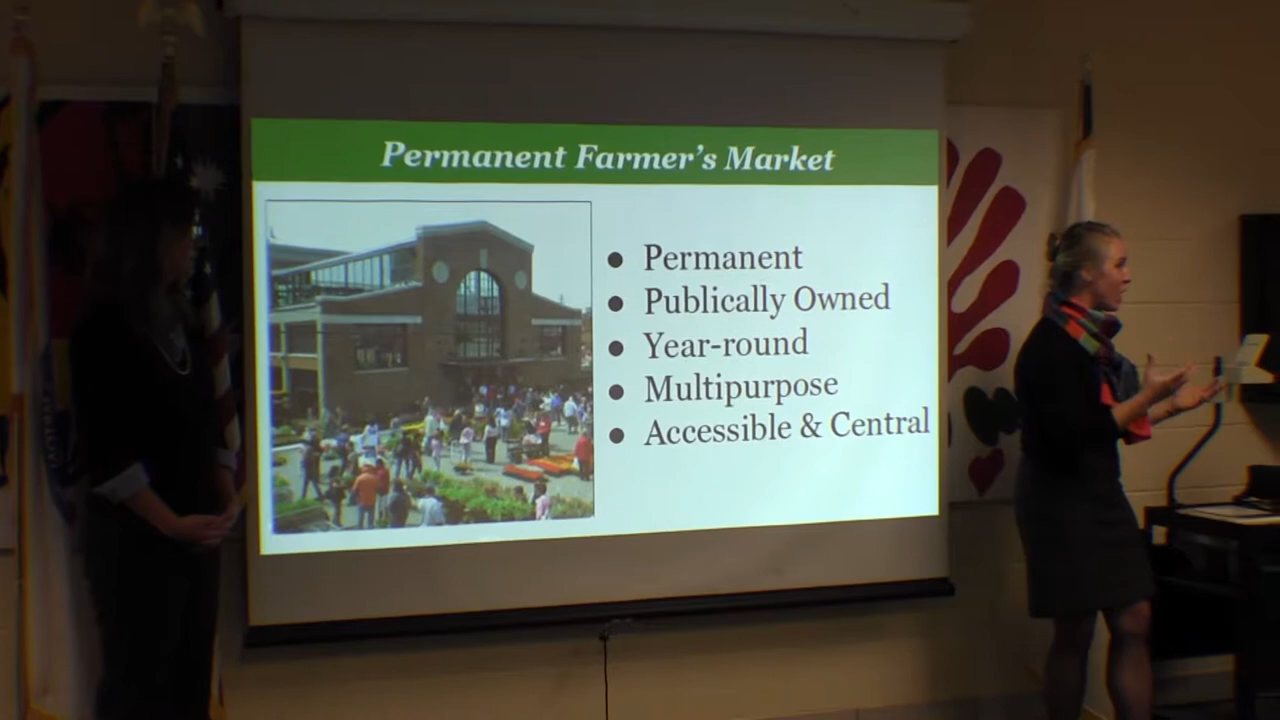 Permanent Farmer's Market
● Permanent
● Publically Owned
● Year-round
● Multipurpose
● Accessible & Central